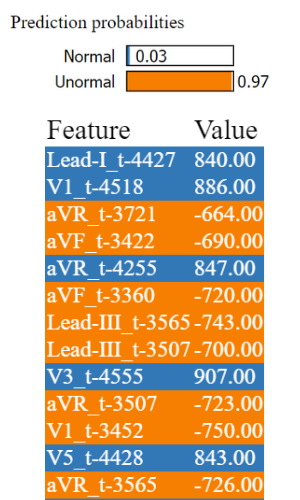 Prediction probabilities
Normal 0.03
Unormal 0.97
Feature Value
Lead-I_t-4427 840.00
V1_t-4518 886.00
aVR_t-3721 -664.00
aVF_t-3422 -690.00
aVR_t-4255 847.00
aVF_t-3360 -720.00
Lead-III_t-3565 -743.00
Lead-III_t-3507 -700.00
V3_t-4555 907.00
aVR_t-3507 -723.00
V1_t-3452 -750.00
V5_t-4428 843.00
aVR_t-3565 -726.00